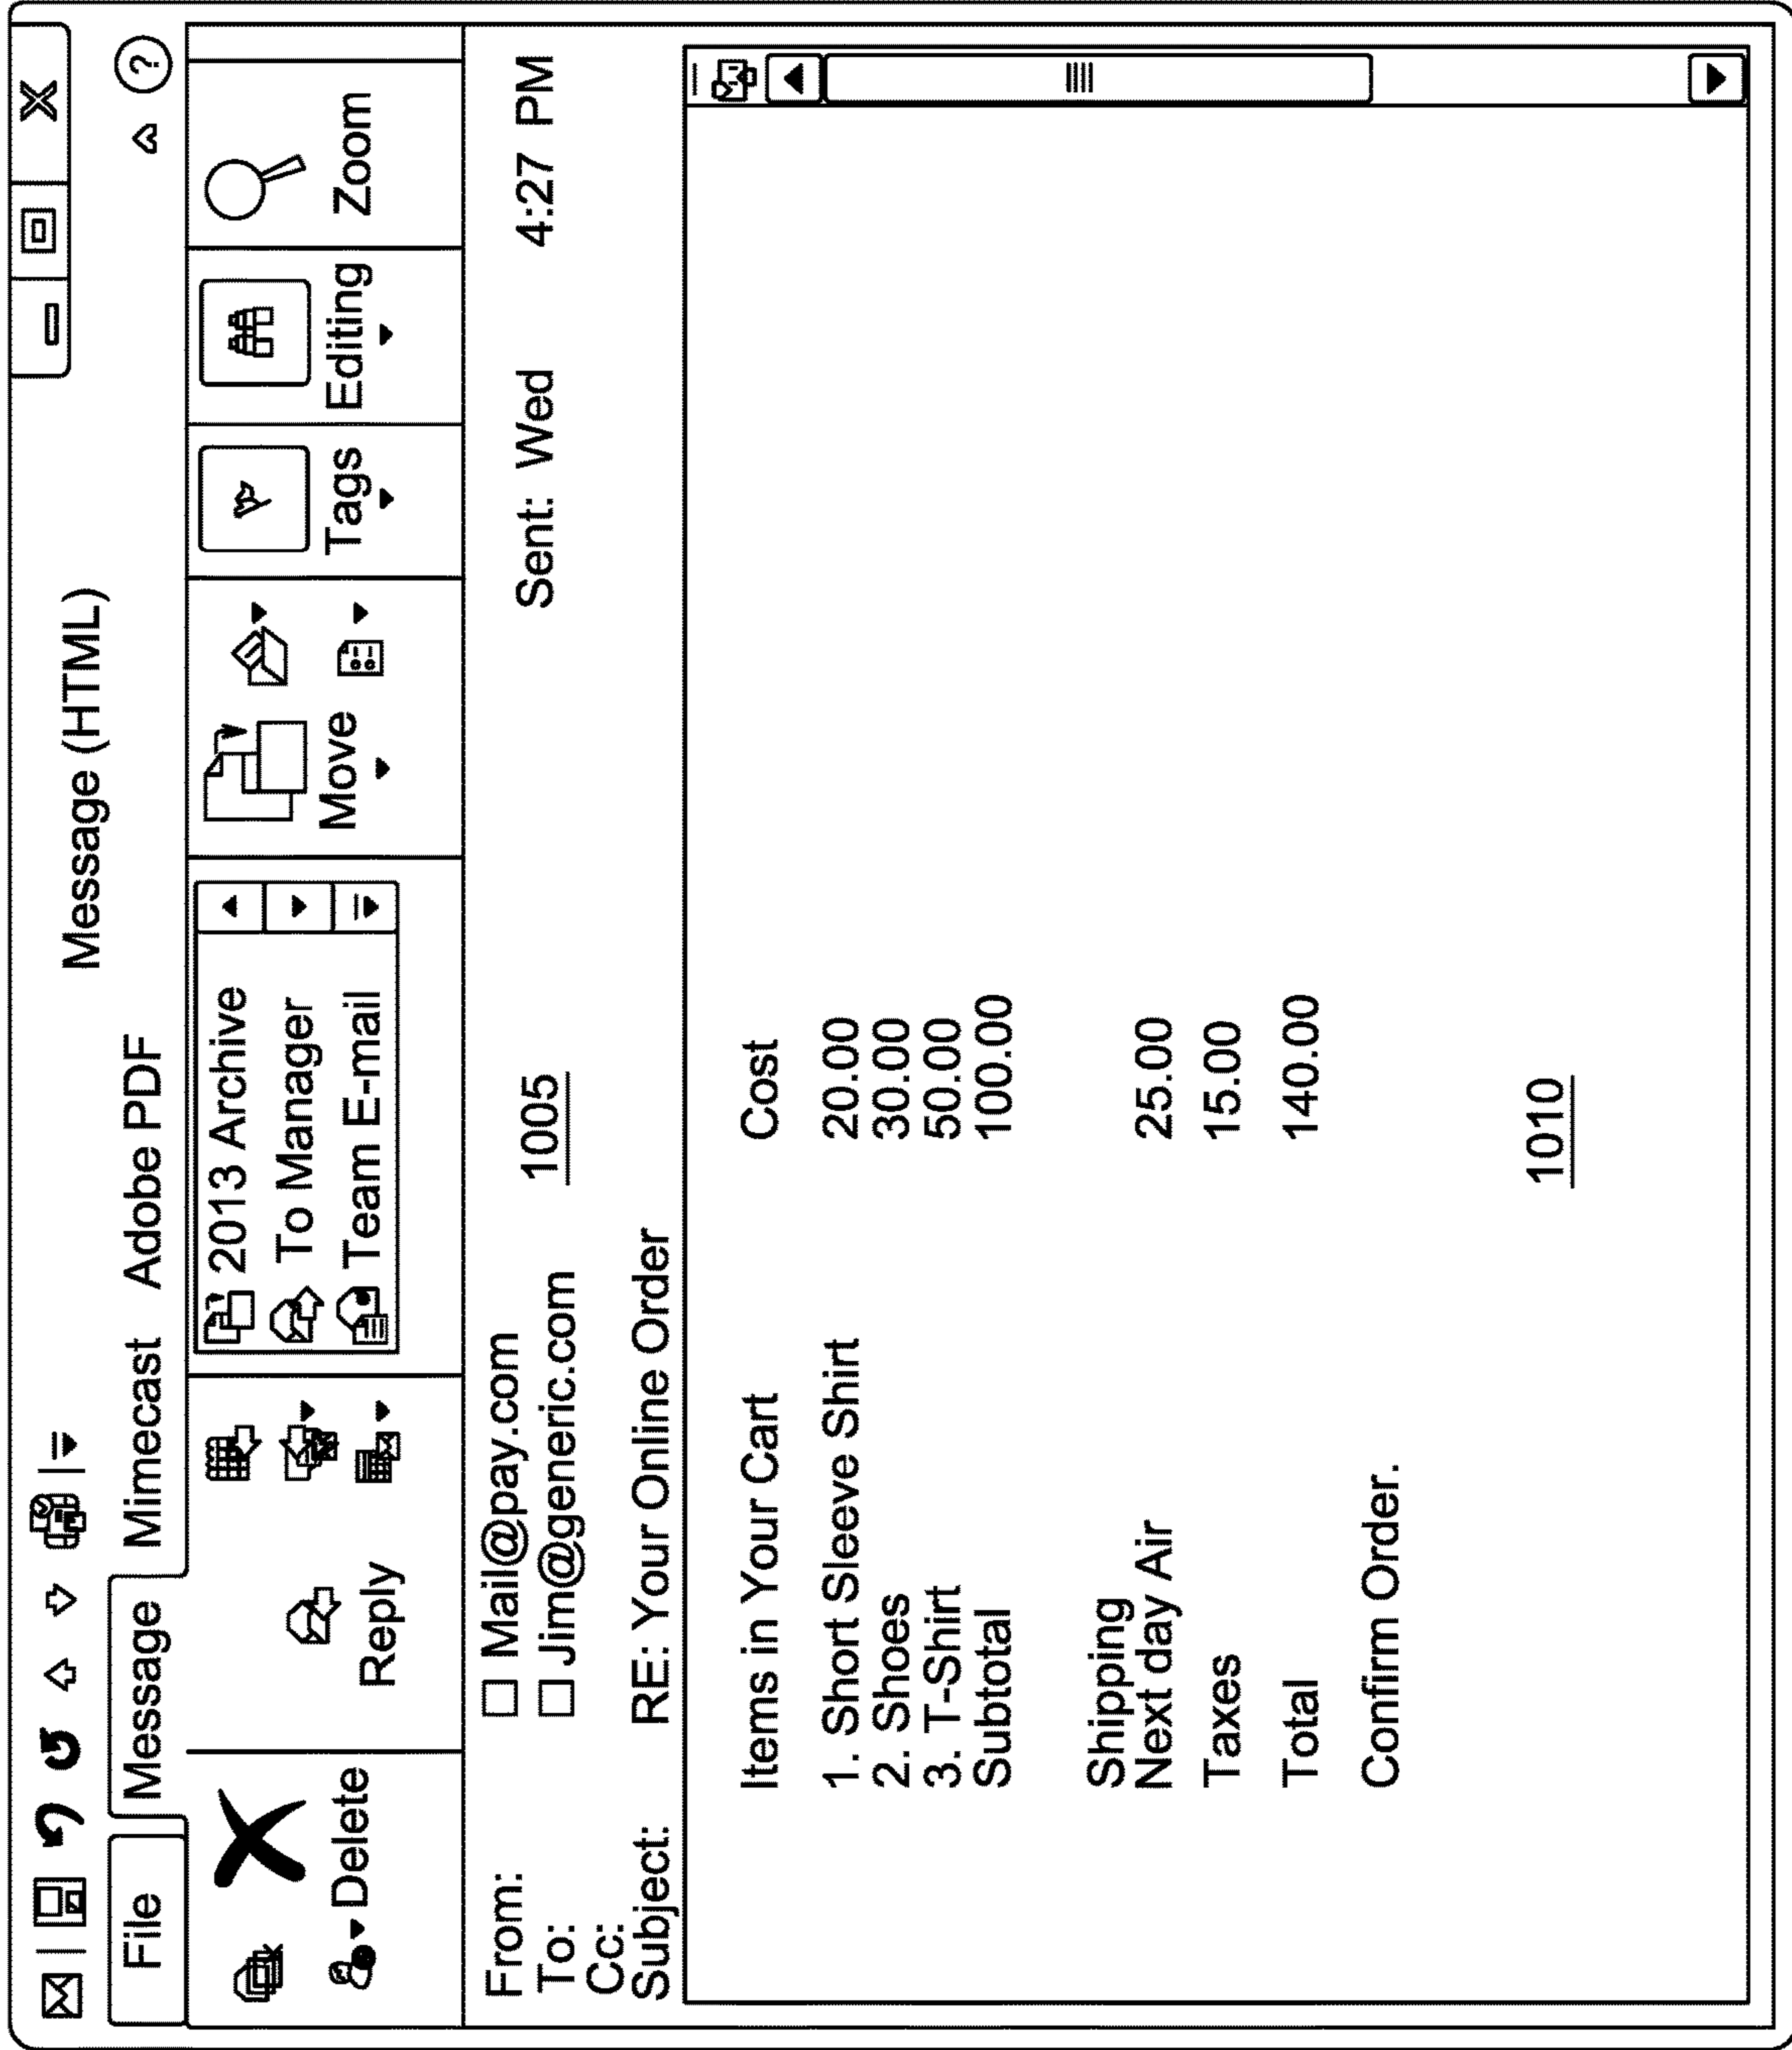 Message (HTML)
File Message Mimecast Adobe PDF
?
Delete
Reply
2013 Archive
To Manager
Team E-mail
Move
Tags
Editing
Zoom
From: Mail@pay.com Sent: Wed 4:27 PM
To: Jim@generic.com 1005
Cc:
Subject: RE: Your Online Order
Items in Your Cart Cost
1. Short Sleeve Shirt 20.00
2. Shoes 30.00
3. T-Shirt 50.00
Subtotal 100.00
Shipping
Next day Air 25.00
Taxes 15.00
Total 140.00
Confirm Order.
1010